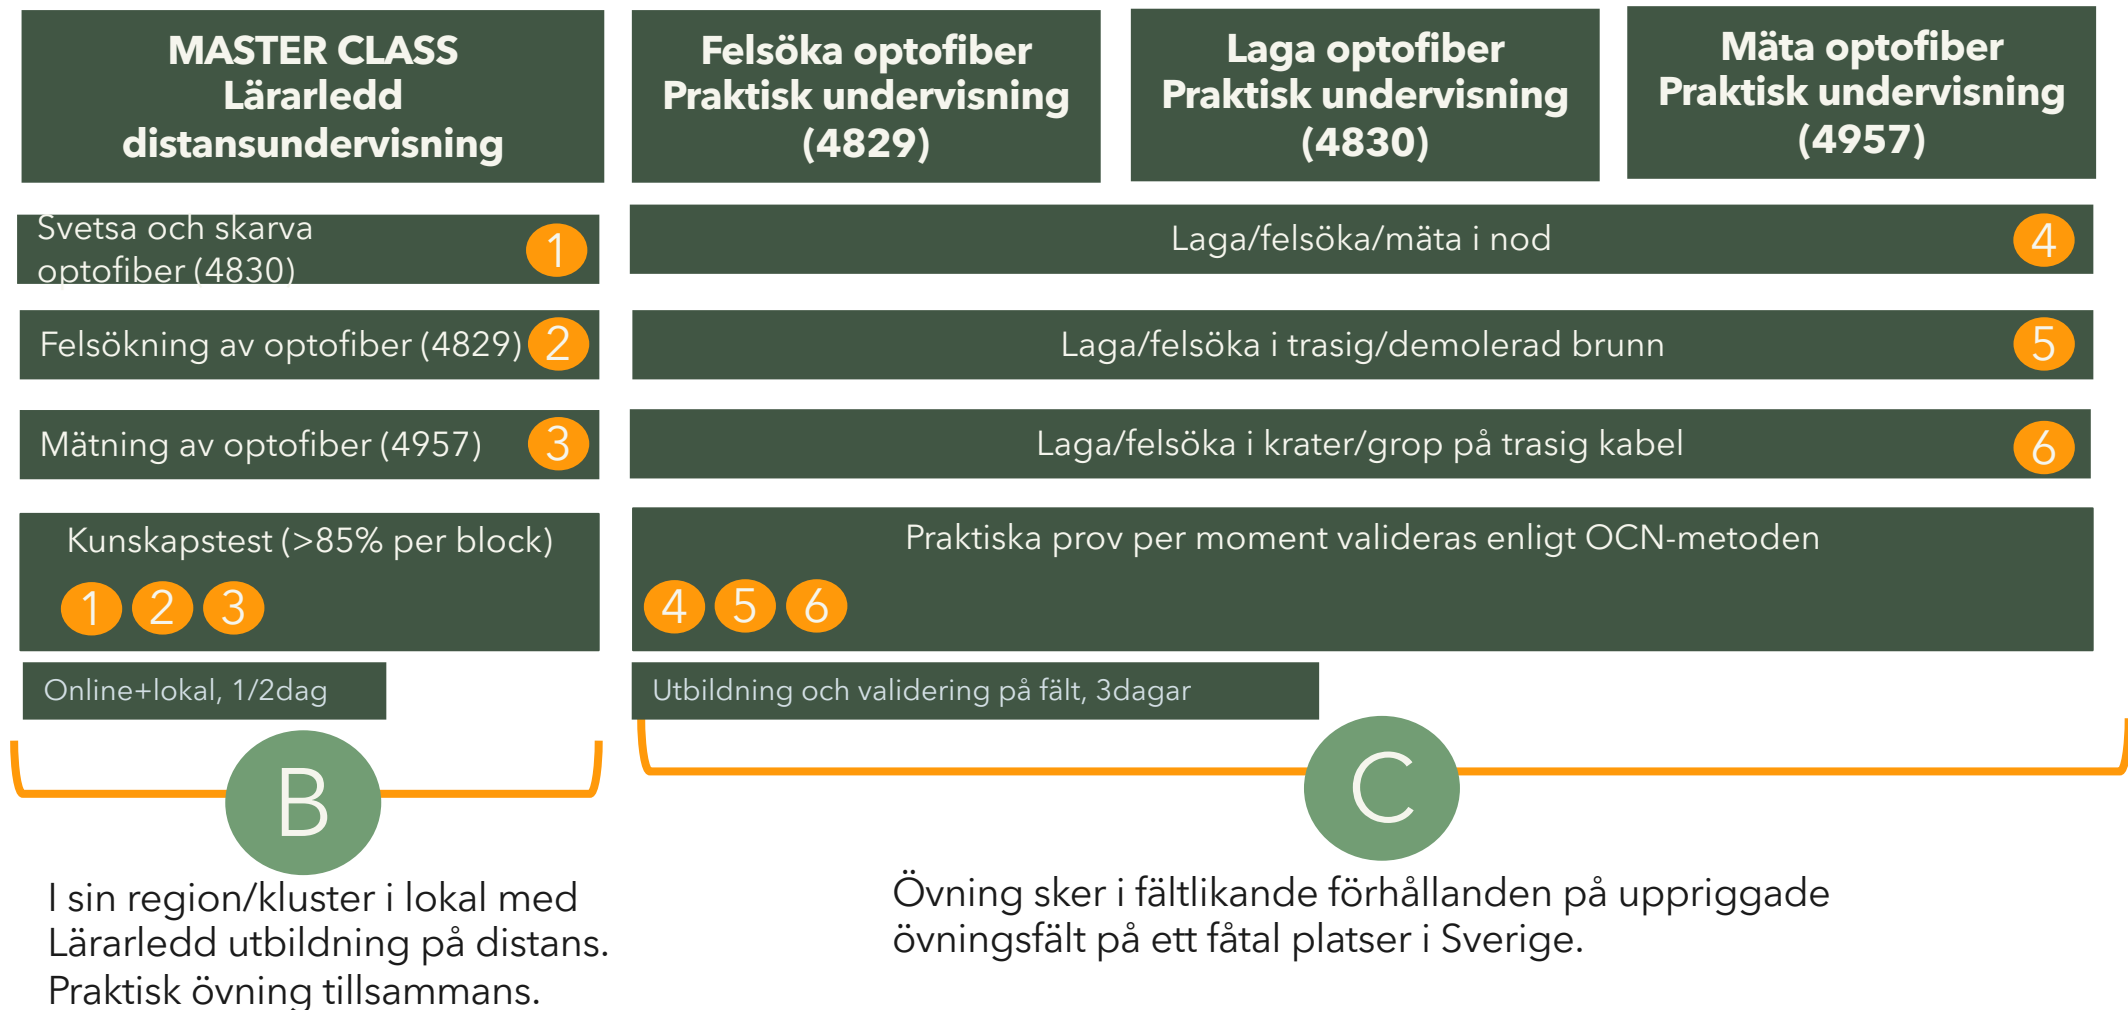 MASTER CLASS
Lärarledd
distansundervisning
Felsöka optofiber
Praktisk undervisning
(4829)
Laga optofiber
Praktisk undervisning
(4830)
Mäta optofiber
Praktisk undervisning
(4957)
Svetsa och skarva
optofiber (4830)
1
Laga/felsöka/mäta i nod
4
Felsökning av optofiber (4829)
2
Laga/felsöka i trasig/demolerad brunn
5
Mätning av optofiber (4957)
3
Laga/felsöka i krater/grop på trasig kabel
6
Kunskapstest (>85% per block)
1 2 3
Praktiska prov per moment valideras enligt OCN-metoden
4 5 6
Online+lokal, 1/2dag
Utbildning och validering på fält, 3dagar
B
C
I sin region/kluster i lokal med
Lärarledd utbildning på distans.
Praktisk övning tillsammans.
Övning sker i fältlikande förhållanden på uppriggade
övningsfält på ett fåtal platser i Sverige.